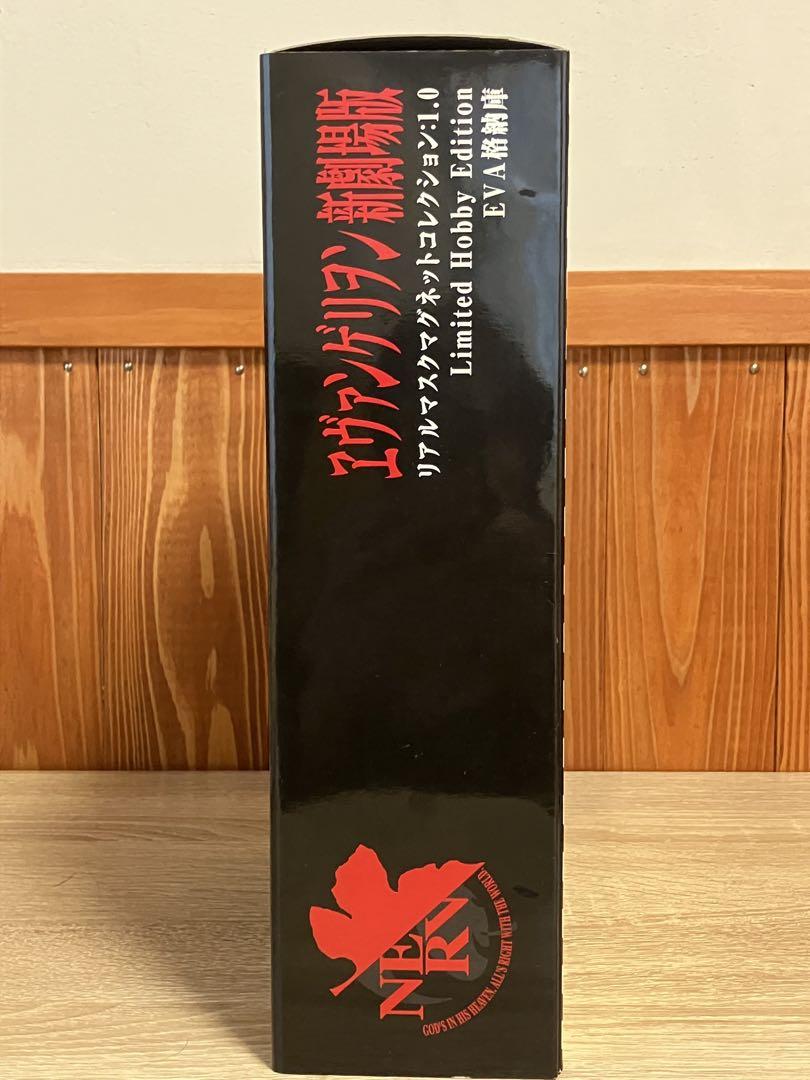 ヱヴァンゲリヲン 新劇場版
リアルマスクマグネットコレクション:1.0
Limited Hobby Edition
EVA格納庫
NERV
GOD'S IN HIS HEAVEN. ALL'S RIGHT WITH THE WORLD.